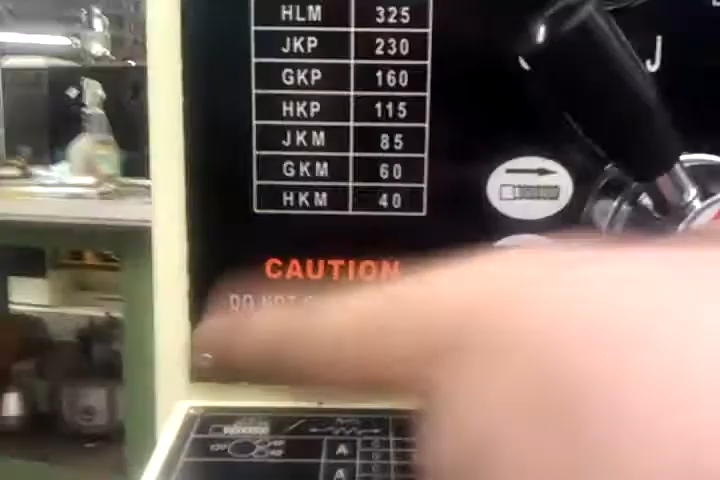 HLM 325
JKP 230
GKP 160
HKP 115
JKM 85
GKM 60
HKM 40
J
CAUTION
DO NOT
A
A